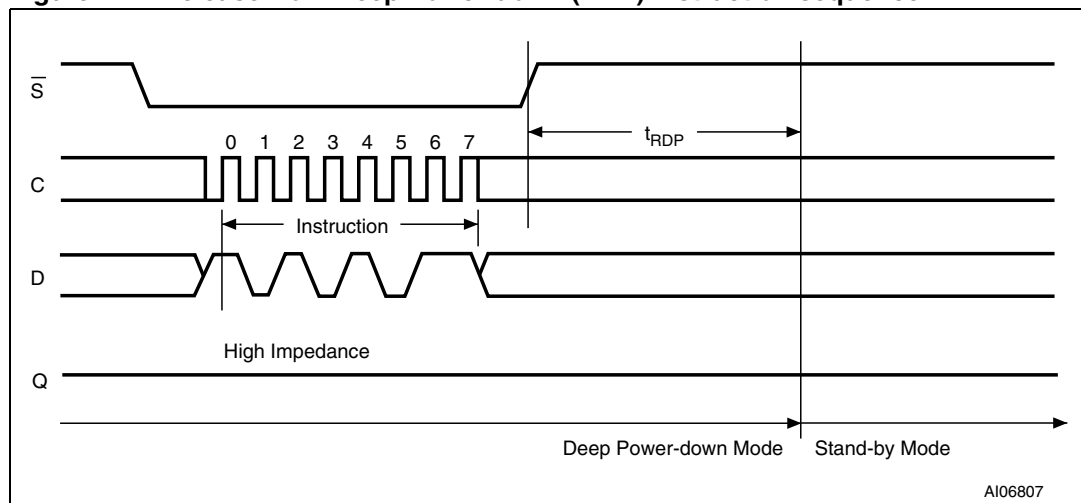 S
tRDP
0 1 2 3 4 5 6 7
C
Instruction
D
High Impedance
Q
Deep Power-down Mode Stand-by Mode
AI06807